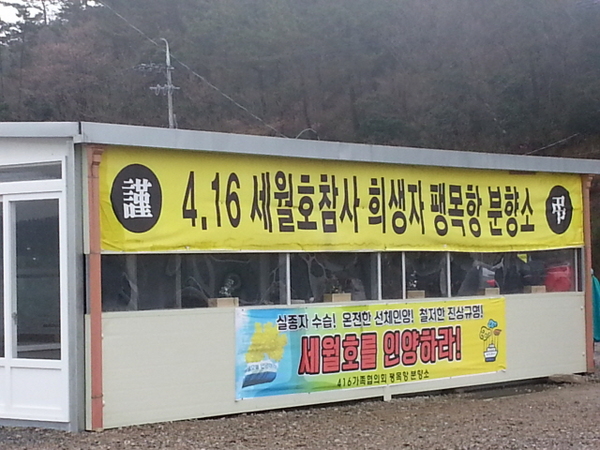 謹 4.16 세월호참사 희생자 팽목항 분향소 弔
실종자 수습! 온전한 선체인양! 철저한 진상규명!
세월호를 인양하라!
416가족협의회 팽목항 분향소